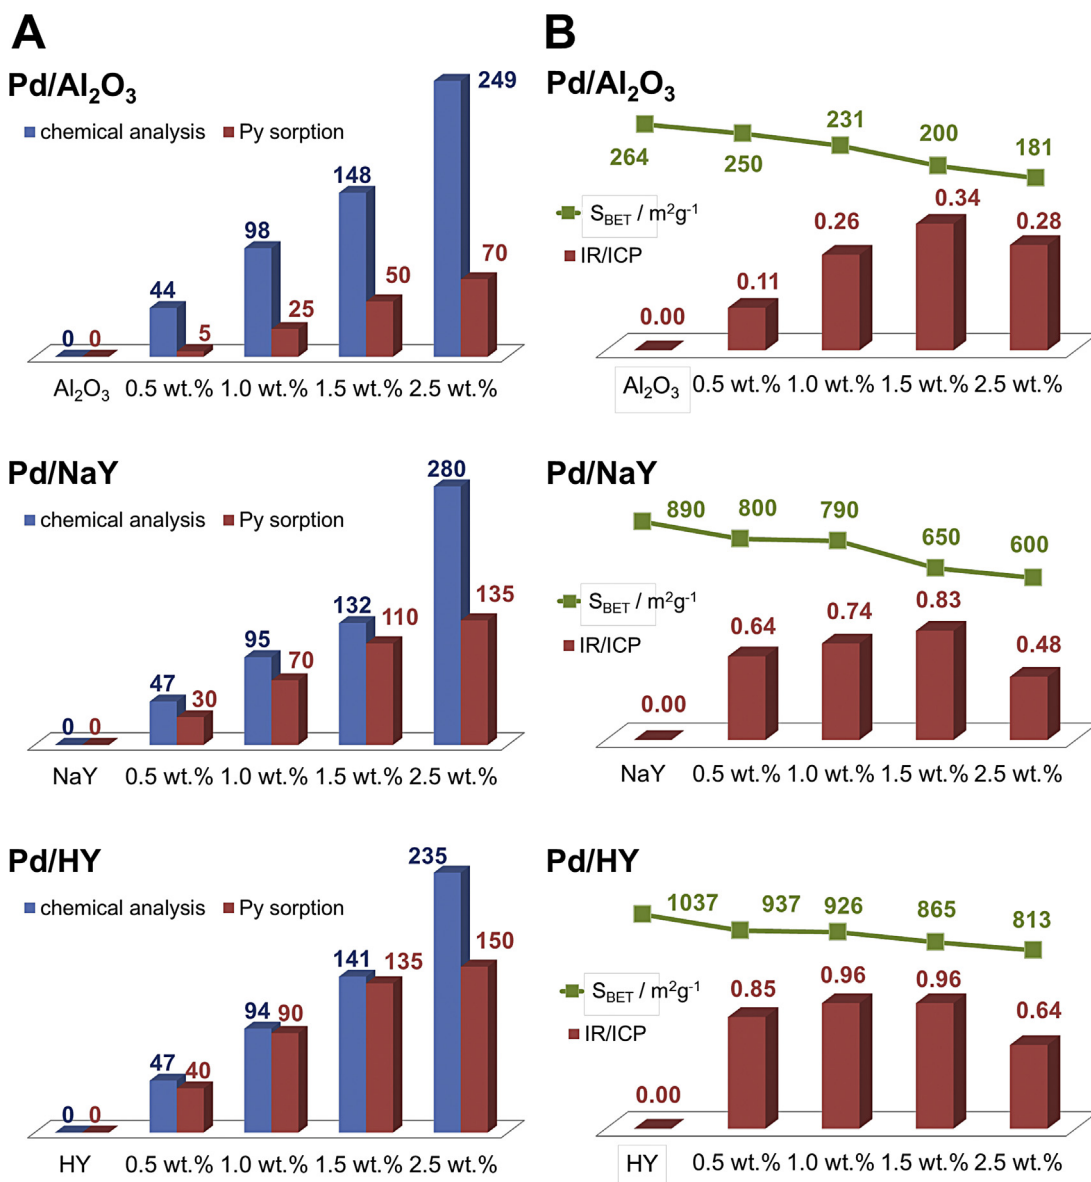 A
Pd/Al₂O₃
chemical analysis Py sorption
249
148
98
44
70
50
25
5
0 0
Al₂O₃ 0.5 wt.% 1.0 wt.% 1.5 wt.% 2.5 wt.%
Pd/NaY
chemical analysis Py sorption
280
132
95
47
135
110
70
30
0 0
NaY 0.5 wt.% 1.0 wt.% 1.5 wt.% 2.5 wt.%
Pd/HY
chemical analysis Py sorption
235
141
94
47
150
135
90
40
0 0
HY 0.5 wt.% 1.0 wt.% 1.5 wt.% 2.5 wt.%
B
Pd/Al₂O₃
264 250 231 200 181
S_BET / m²g⁻¹
IR/ICP
0.00 0.11 0.26 0.34 0.28
Al₂O₃ 0.5 wt.% 1.0 wt.% 1.5 wt.% 2.5 wt.%
Pd/NaY
890 800 790 650 600
S_BET / m²g⁻¹
IR/ICP
0.00 0.64 0.74 0.83 0.48
NaY 0.5 wt.% 1.0 wt.% 1.5 wt.% 2.5 wt.%
Pd/HY
1037 937 926 865 813
S_BET / m²g⁻¹
IR/ICP
0.00 0.85 0.96 0.96 0.64
HY 0.5 wt.% 1.0 wt.% 1.5 wt.% 2.5 wt.%